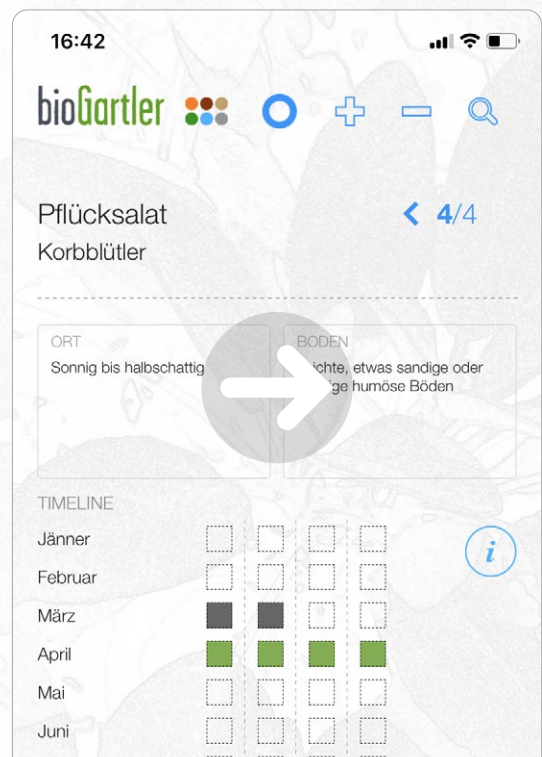 16:42
bioGartler
Pflücksalat
4/4
Korbblütler
ORT
BODEN
Sonnig bis halbschattig
etwas sandige oder
humöse Böden
TIMELINE
Jänner
i
Februar
März
April
Mai
Juni